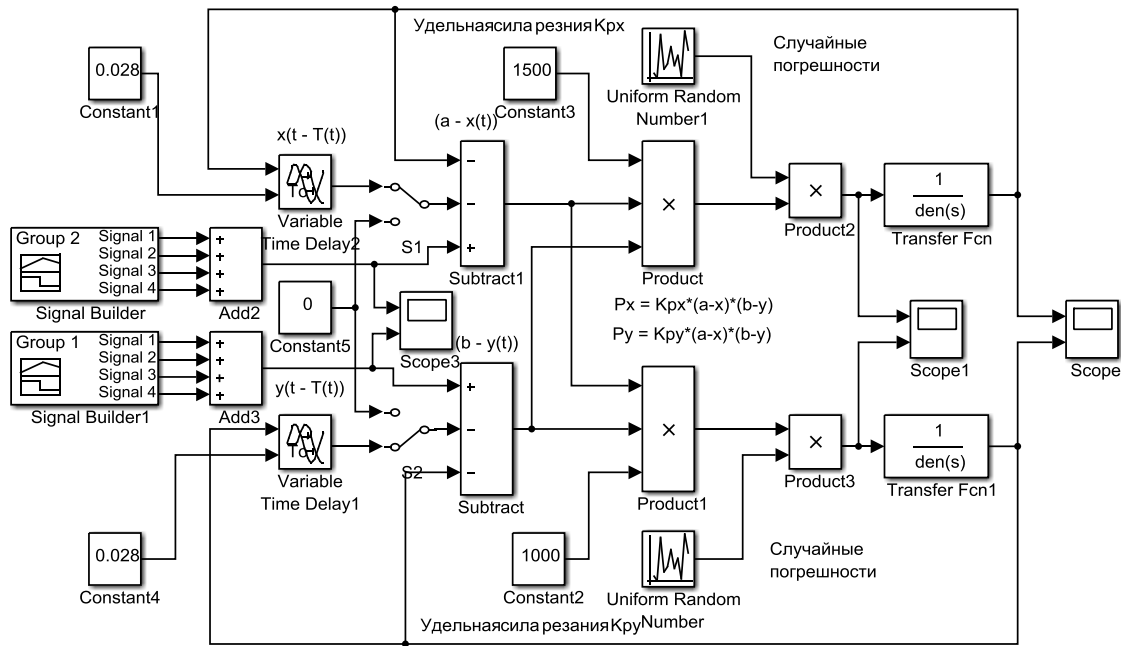 Удельнаясила резния Kpx
Случайные
погрешности
0.028
Constant1
1500
Constant3
Uniform Random
Number1
(a - x(t))
x(t - T(t))
−
−
+
Subtract1
To
Variable
Time Delay2
×
Product
×
Product2
1
den(s)
Transfer Fcn
Group 2
Signal 1
Signal 2
Signal 3
Signal 4
Signal Builder
+
+
+
+
Add2
S1
0
Constant5
Scope3
Px = Kpx*(a-x)*(b-y)
Py = Kpy*(a-x)*(b-y)
Scope1
Scope
Group 1
Signal 1
Signal 2
Signal 3
Signal 4
Signal Builder1
+
+
+
+
Add3
(b - y(t))
y(t - T(t))
+
−
−
Subtract
To
Variable
Time Delay1
S2
×
Product1
×
Product3
1
den(s)
Transfer Fcn1
0.028
Constant4
1000
Constant2
Uniform Random
Number
Случайные
погрешности
Удельнаясила резания Kpy